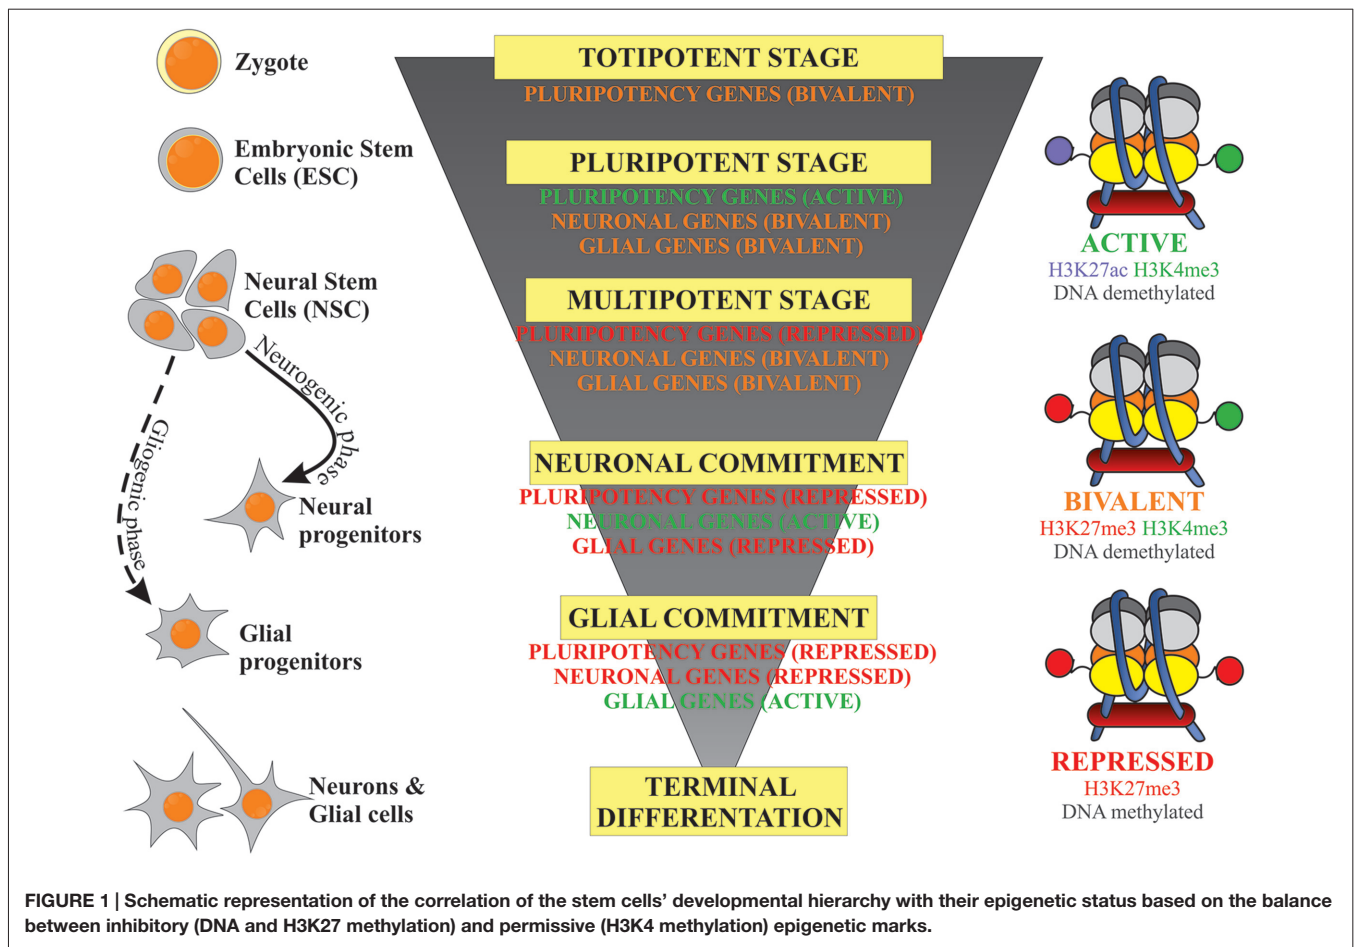 Zygote
Embryonic Stem
Cells (ESC)
Neural Stem
Cells (NSC)
Neurogenic phase
Gliogenic phase
Neural
progenitors
Glial
progenitors
Neurons &
Glial cells
TOTIPOTENT STAGE
PLURIPOTENCY GENES (BIVALENT)
PLURIPOTENT STAGE
PLURIPOTENCY GENES (ACTIVE)
NEURONAL GENES (BIVALENT)
GLIAL GENES (BIVALENT)
MULTIPOTENT STAGE
PLURIPOTENCY GENES (REPRESSED)
NEURONAL GENES (BIVALENT)
GLIAL GENES (BIVALENT)
NEURONAL COMMITMENT
PLURIPOTENCY GENES (REPRESSED)
NEURONAL GENES (ACTIVE)
GLIAL GENES (REPRESSED)
GLIAL COMMITMENT
PLURIPOTENCY GENES (REPRESSED)
NEURONAL GENES (REPRESSED)
GLIAL GENES (ACTIVE)
TERMINAL
DIFFERENTATION
ACTIVE
H3K27ac H3K4me3
DNA demethylated
BIVALENT
H3K27me3 H3K4me3
DNA demethylated
REPRESSED
H3K27me3
DNA methylated
FIGURE 1 | Schematic representation of the correlation of the stem cells’ developmental hierarchy with their epigenetic status based on the balance
between inhibitory (DNA and H3K27 methylation) and permissive (H3K4 methylation) epigenetic marks.